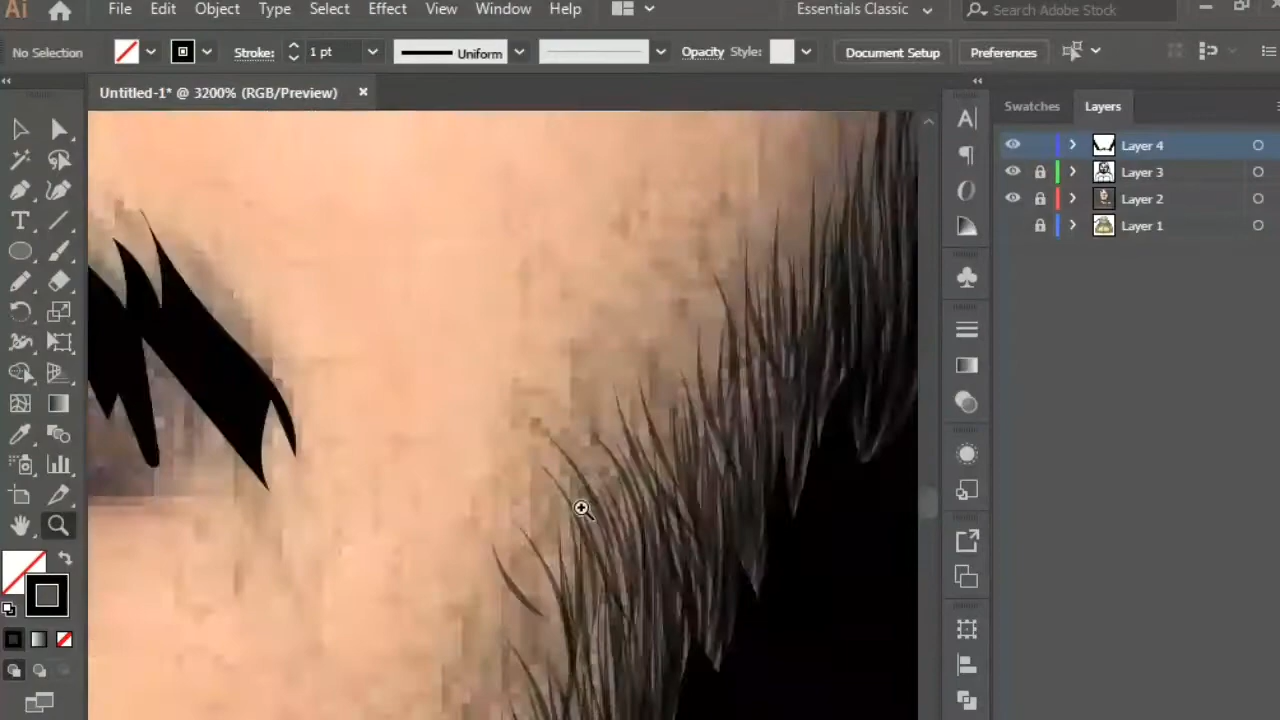 Ai File Edit Object Type Select Effect View Window Help Essentials Classic Search Adobe Stock
No Selection Stroke: 1 pt Uniform Opacity Style: Document Setup Preferences
Untitled-1* @ 3200% (RGB/Preview) ×
Swatches Layers
Layer 4
Layer 3
Layer 2
Layer 1